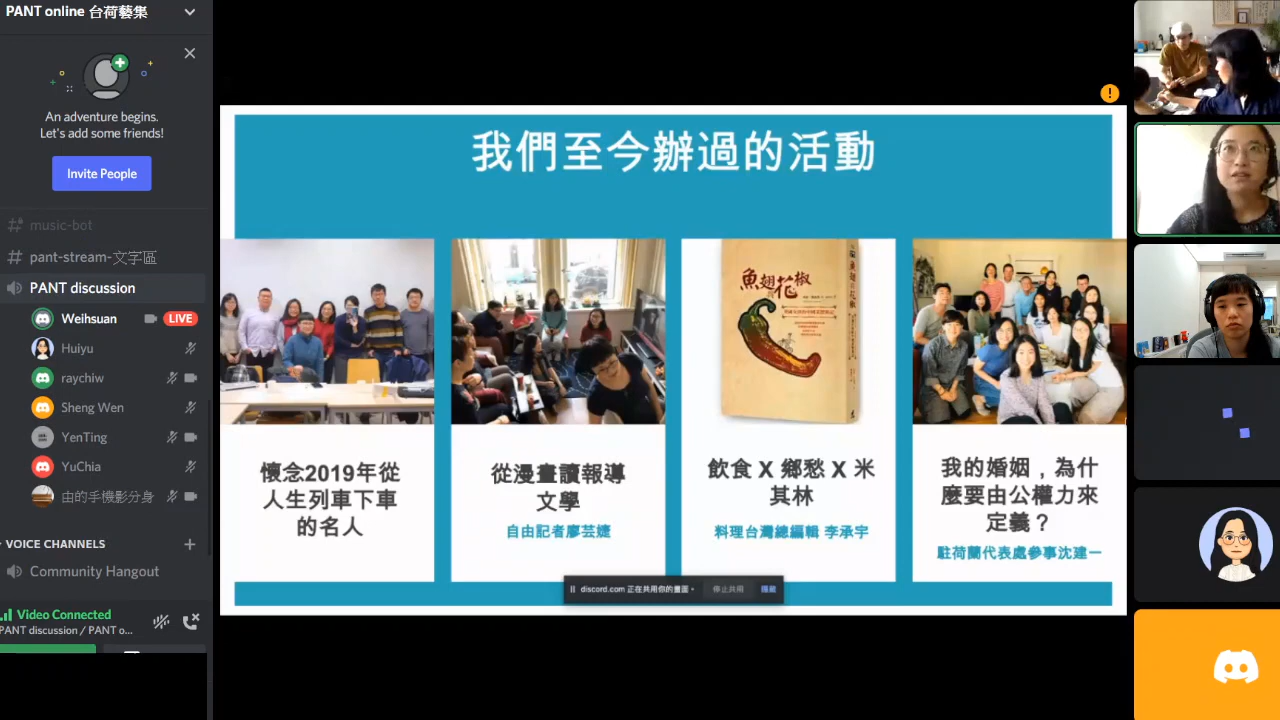 PANT online 台荷藝集
An adventure begins.
Let's add some friends!
Invite People
music-bot
pant-stream-文字區
PANT discussion
Weihsuan
LIVE
Huiyu
raychiw
Sheng Wen
YenTing
YuChia
由的手機影分身
VOICE CHANNELS
Community Hangout
Video Connected
PANT discussion / PANT o...
我們至今辦過的活動
魚翅花椒
懷念2019年從
人生列車下車
的名人
從漫畫讀報導
文學
自由記者廖芸婕
飲食 X 鄉愁 X 米
其林
料理台灣總編輯 李承宇
我的婚姻，為什
麼要由公權力來
定義？
駐荷蘭代表處參事沈建一
discord.com 正在共用你的畫面。
停止共用
隱藏